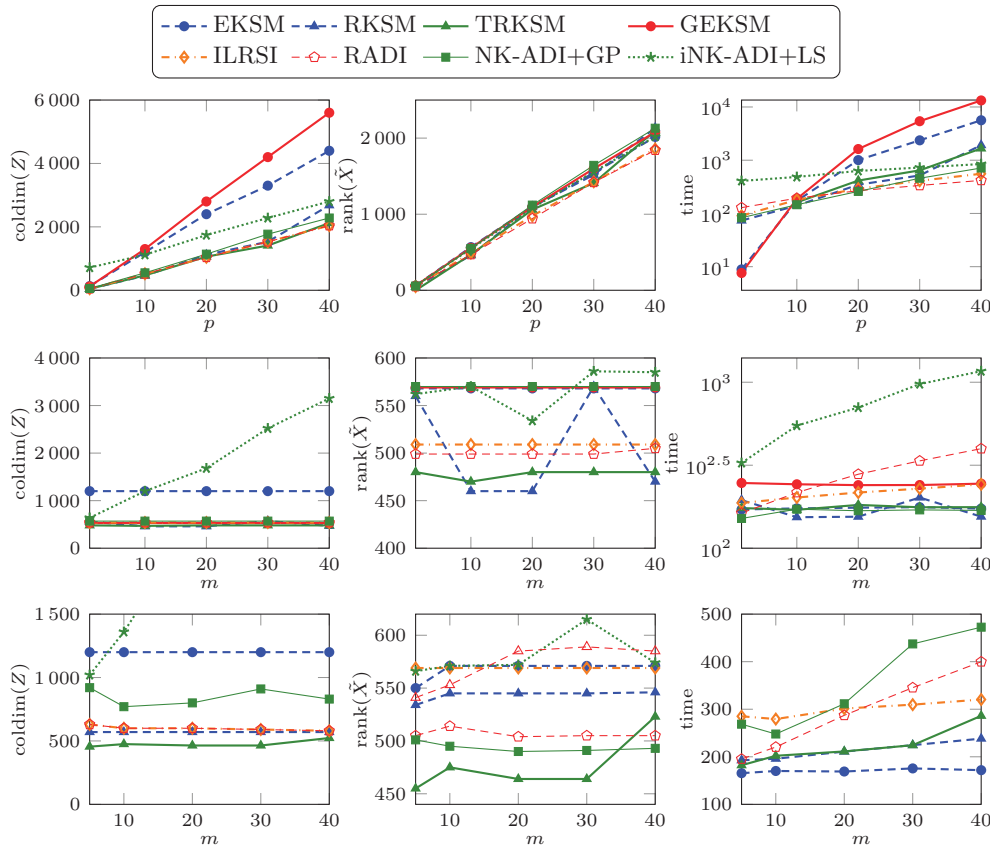 EKSM RKSM TRKSM GEKSM
ILRSI RADI NK-ADI+GP iNK-ADI+LS
coldim(Z)
6 000
4 000
2 000
0
10 20 30 40
p
rank(X̃)
2 000
1 000
0
10 20 30 40
p
time
10^4
10^3
10^2
10^1
10 20 30 40
p
coldim(Z)
4 000
3 000
2 000
1 000
0
10 20 30 40
m
rank(X̃)
600
550
500
450
400
10 20 30 40
m
time
10^3
10^2.5
10^2
10 20 30 40
m
coldim(Z)
1 500
1 000
500
0
10 20 30 40
m
rank(X̃)
600
550
500
450
10 20 30 40
m
time
500
400
300
200
100
10 20 30 40
m